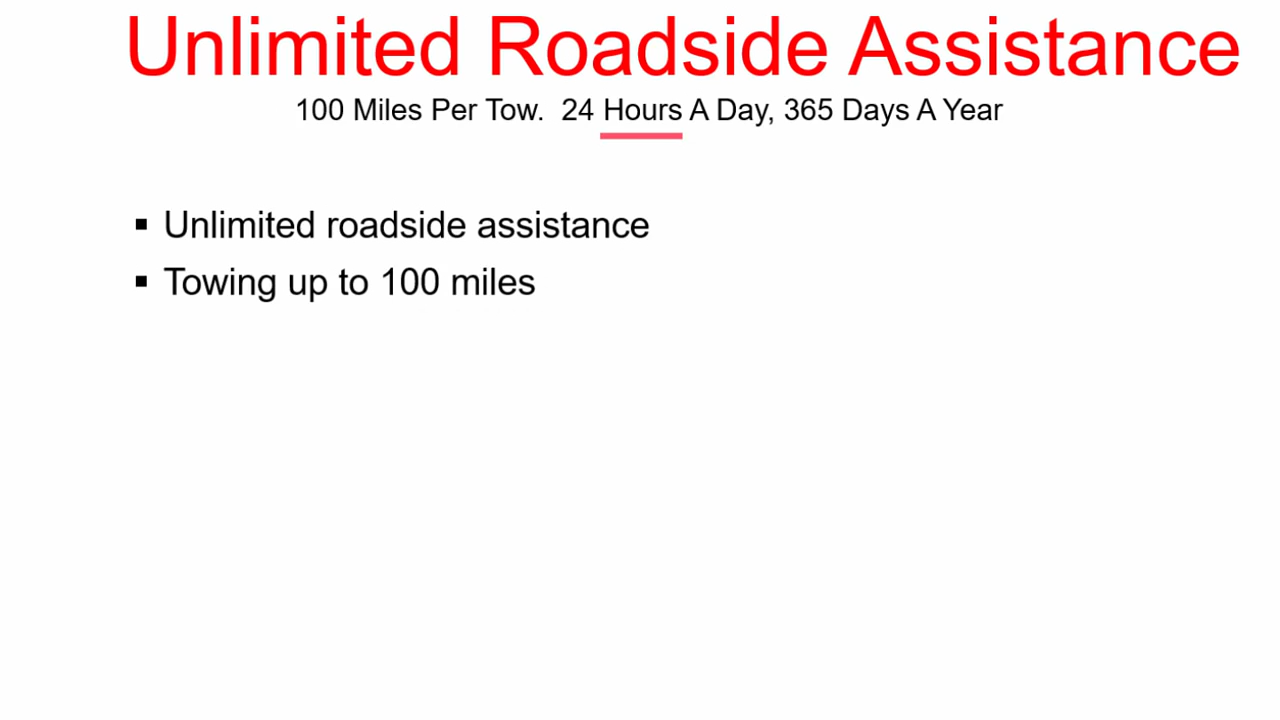 Unlimited Roadside Assistance
100 Miles Per Tow.  24 Hours A Day, 365 Days A Year
▪ Unlimited roadside assistance
▪ Towing up to 100 miles